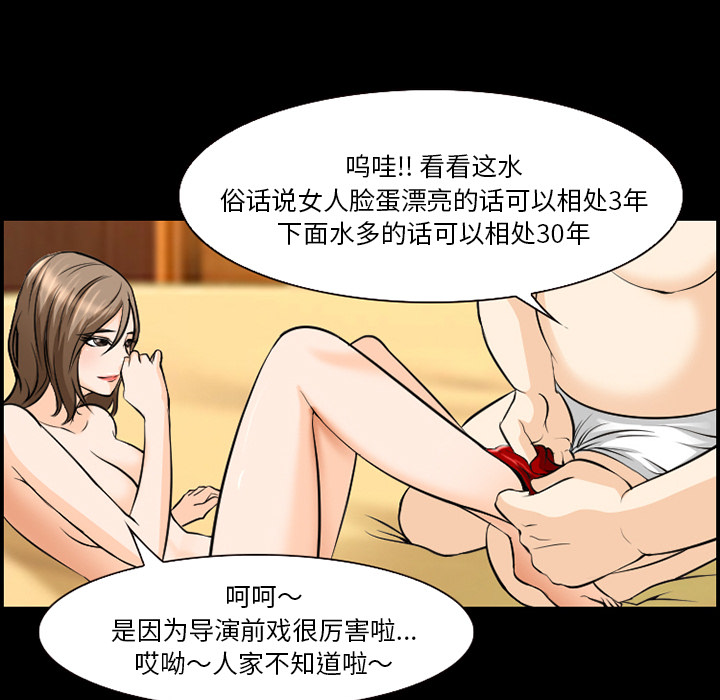 呜哇!! 看看这水
俗话说女人脸蛋漂亮的话可以相处3年
下面水多的话可以相处30年
呵呵～
是因为导演前戏很厉害啦...
哎呦～人家不知道啦～